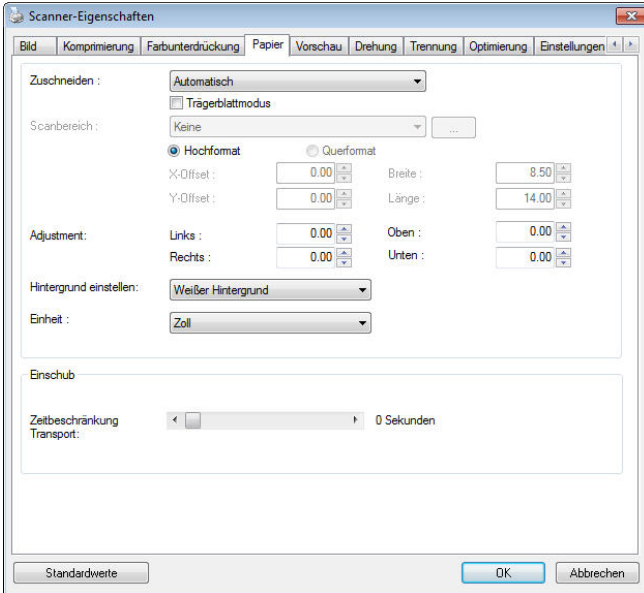 Scanner-Eigenschaften
Bild Komprimierung Farbunterdrückung Papier Vorschau Drehung Trennung Optimierung Einstellungen
Zuschneiden : Automatisch
Trägerblattmodus
Scanbereich : Keine ...
Hochformat Querformat
X-Offset : 0.00 Breite : 8.50
Y-Offset : 0.00 Länge : 14.00
Adjustment: Links : 0.00 Oben : 0.00
Rechts : 0.00 Unten : 0.00
Hintergrund einstellen: Weißer Hintergrund
Einheit : Zoll
Einschub
Zeitbeschränkung 0 Sekunden
Transport:
Standardwerte OK Abbrechen